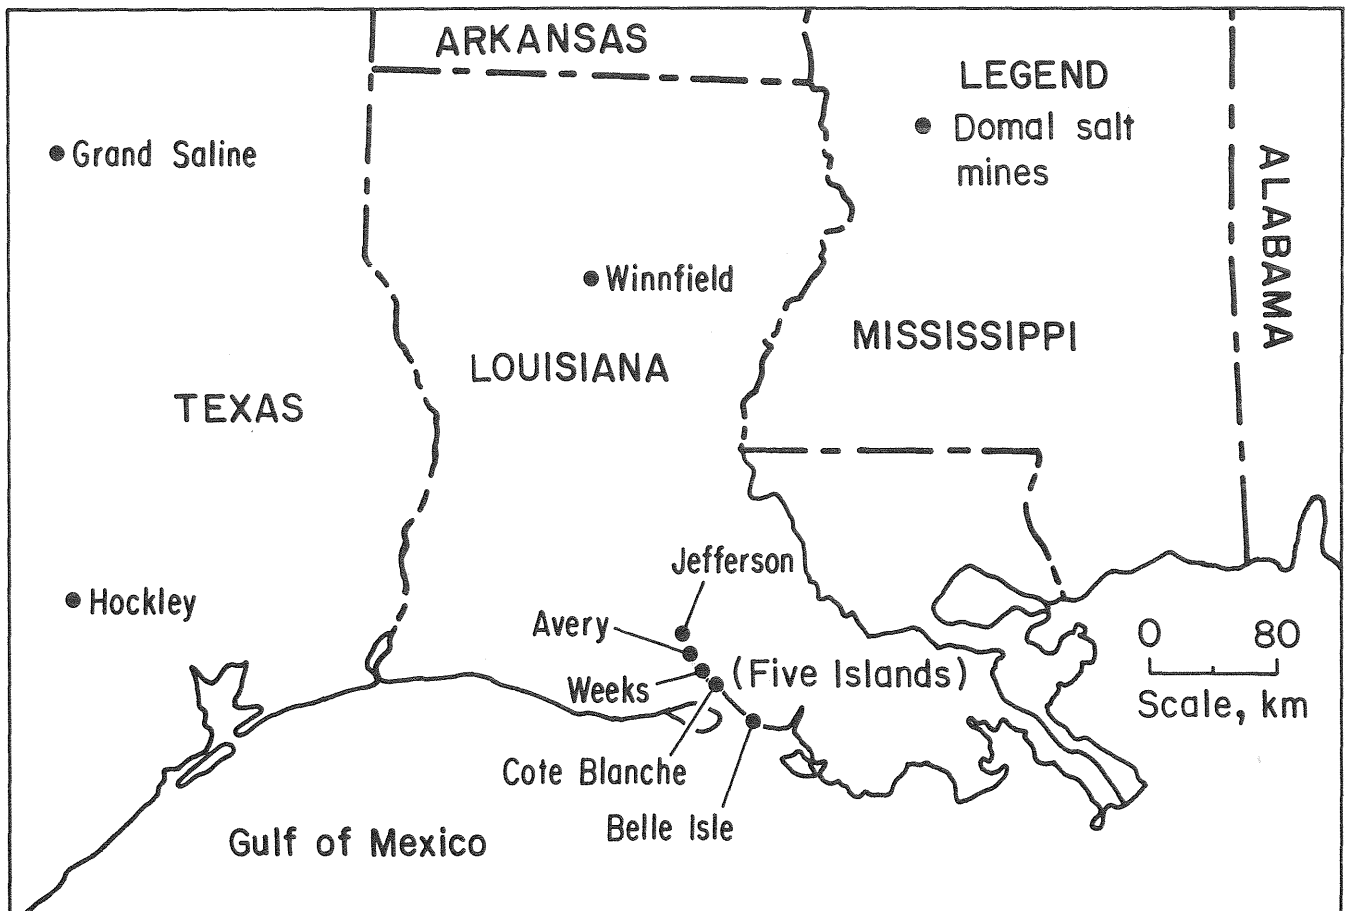 ARKANSAS
LEGEND
Domal salt
mines
Grand Saline
ALABAMA
Winnfield
MISSISSIPPI
LOUISIANA
TEXAS
Jefferson
Hockley
Avery
0 80
(Five Islands)
Weeks
Scale, km
Cote Blanche
Belle Isle
Gulf of Mexico